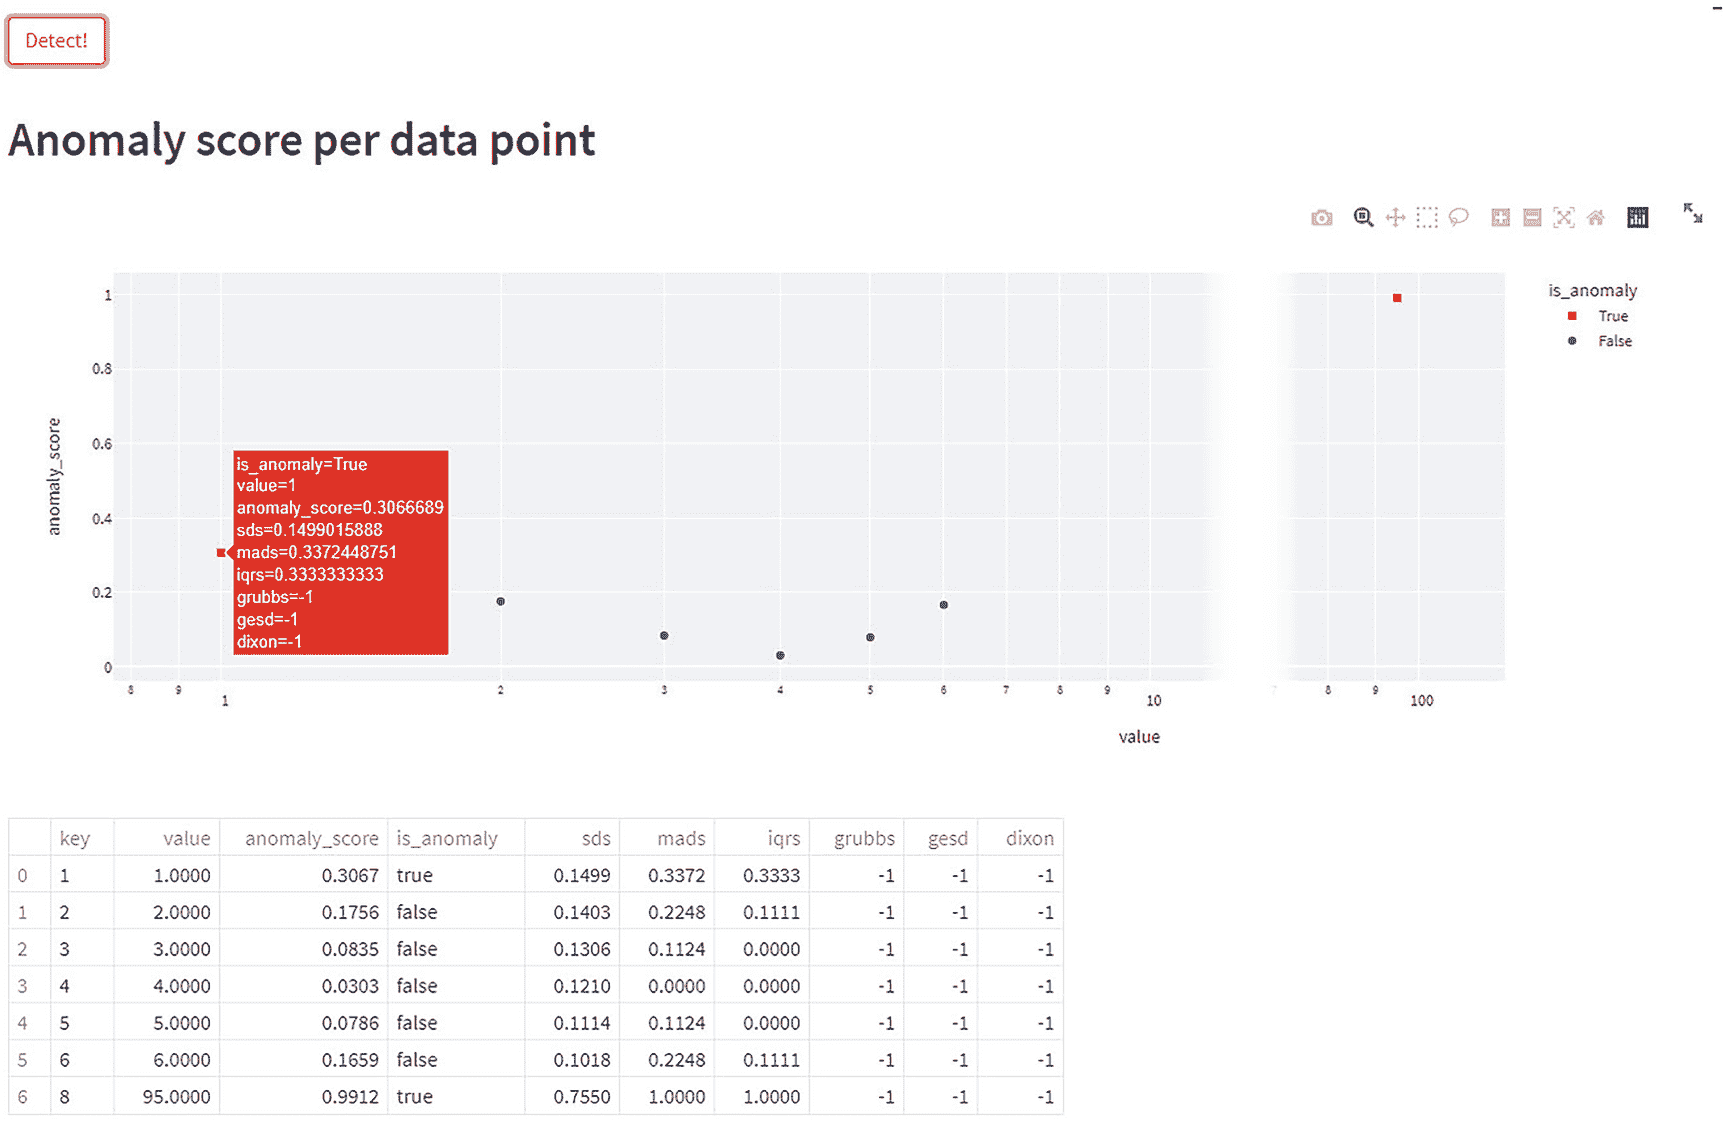 Detect!
Anomaly score per data point
is_anomaly
True
False
1
0.8
0.6
0.4
0.2
0
anomaly_score
is_anomaly=True
value=1
anomaly_score=0.3066689
sds=0.1499015888
mads=0.3372448751
iqrs=0.3333333333
grubbs=-1
gesd=-1
dixon=-1
8 9 1 2 3 4 5 6 7 8 9 10 7 8 9 100
value
key value anomaly_score is_anomaly sds mads iqrs grubbs gesd dixon
0 1 1.0000 0.3067 true 0.1499 0.3372 0.3333 -1 -1 -1
1 2 2.0000 0.1756 false 0.1403 0.2248 0.1111 -1 -1 -1
2 3 3.0000 0.0835 false 0.1306 0.1124 0.0000 -1 -1 -1
3 4 4.0000 0.0303 false 0.1210 0.0000 0.0000 -1 -1 -1
4 5 5.0000 0.0786 false 0.1114 0.1124 0.0000 -1 -1 -1
5 6 6.0000 0.1659 false 0.1018 0.2248 0.1111 -1 -1 -1
6 8 95.0000 0.9912 true 0.7550 1.0000 1.0000 -1 -1 -1